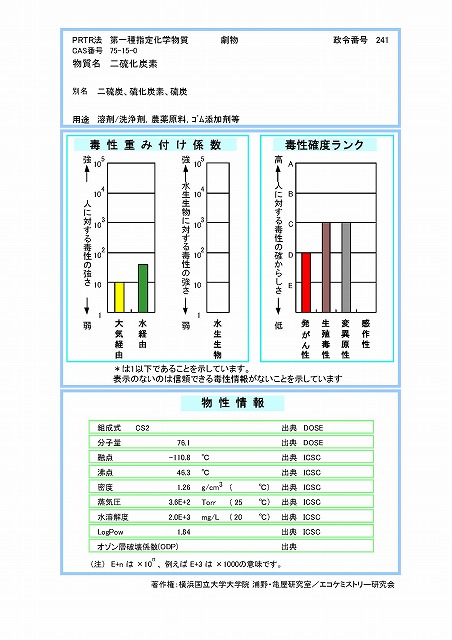 PRTR法 第一種指定化学物質 劇物 政令番号 241
CAS番号 75-15-0
物質名 二硫化炭素
別名 二硫炭、硫化炭素、硫炭
用途 溶剤/洗浄剤，農薬原料，ゴム添加剤等
毒性重み付け係数
強
人に対する毒性の強さ
弱
10⁵
10⁴
10³
10²
10
1
大気経由
水経由
強
水生生物に対する毒性の強さ
弱
10⁵
10⁴
10³
10²
10
1
水生生物
毒性確度ランク
高
人に対する毒性の確からしさ
低
A
B
C
D
E
発がん性
生殖毒性
変異原性
感作性
＊は1以下であることを示しています。
表示のないのは信頼できる毒性情報がないことを示しています
物性情報
組成式 CS2 出典 DOSE
分子量 76.1 出典 DOSE
融点 -110.8 ℃ 出典 ICSC
沸点 46.3 ℃ 出典 ICSC
密度 1.26 g/cm³ ( ℃) 出典 ICSC
蒸気圧 3.6E+2 Torr (25 ℃) 出典 ICSC
水溶解度 2.0E+3 mg/L (20 ℃) 出典 ICSC
LogPow 1.84 出典 ICSC
オゾン層破壊係数(ODP) 出典
（注） E+n は ×10ⁿ 、例えば E+3 は ×1000の意味です。
著作権:横浜国立大学大学院 浦野・亀屋研究室／エコケミストリー研究会